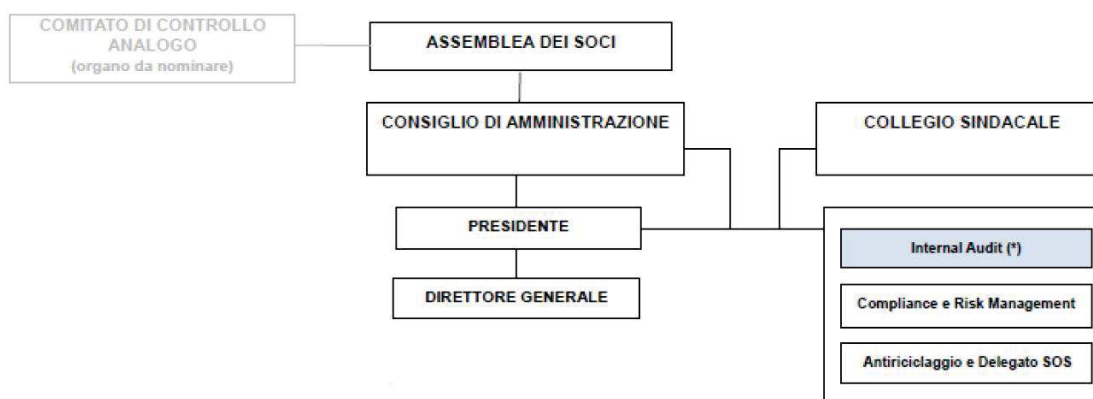 COMITATO DI CONTROLLO
ANALOGO
(organo da nominare)
ASSEMBLEA DEI SOCI
CONSIGLIO DI AMMINISTRAZIONE
COLLEGIO SINDACALE
PRESIDENTE
Internal Audit (*)
DIRETTORE GENERALE
Compliance e Risk Management
Antiriciclaggio e Delegato SOS